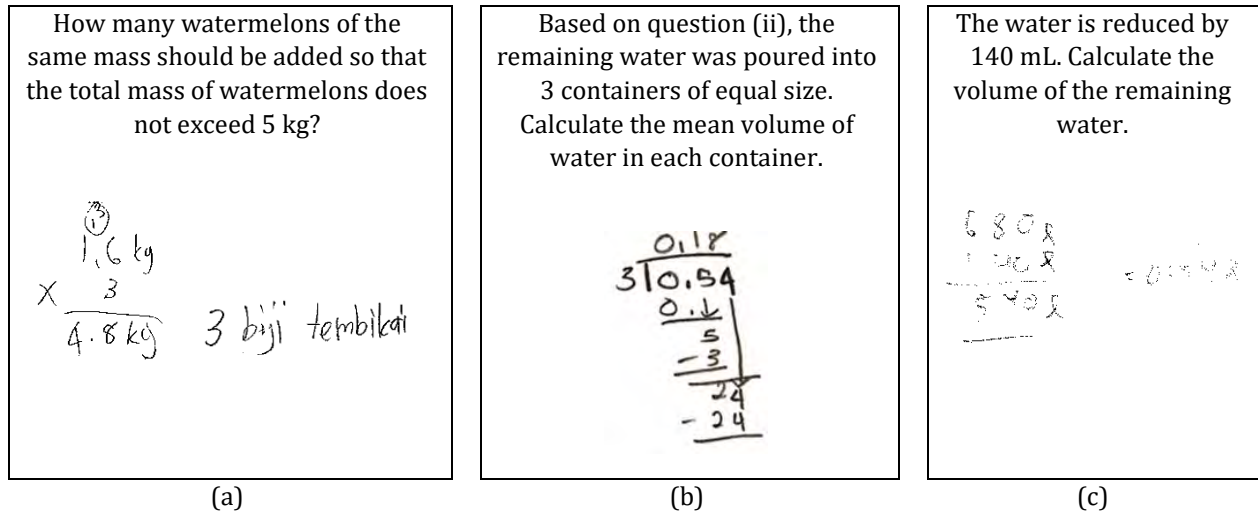 How many watermelons of the
same mass should be added so that
the total mass of watermelons does
not exceed 5 kg?
1.6 kg
× 3
4.8 kg 3 biji tembikai
(a)
Based on question (ii), the
remaining water was poured into
3 containers of equal size.
Calculate the mean volume of
water in each container.
0.18
3 0.54
0.
5
- 3
24
- 24
(b)
The water is reduced by
140 mL. Calculate the
volume of the remaining
water.
680 l
140 l
540 l
(c)